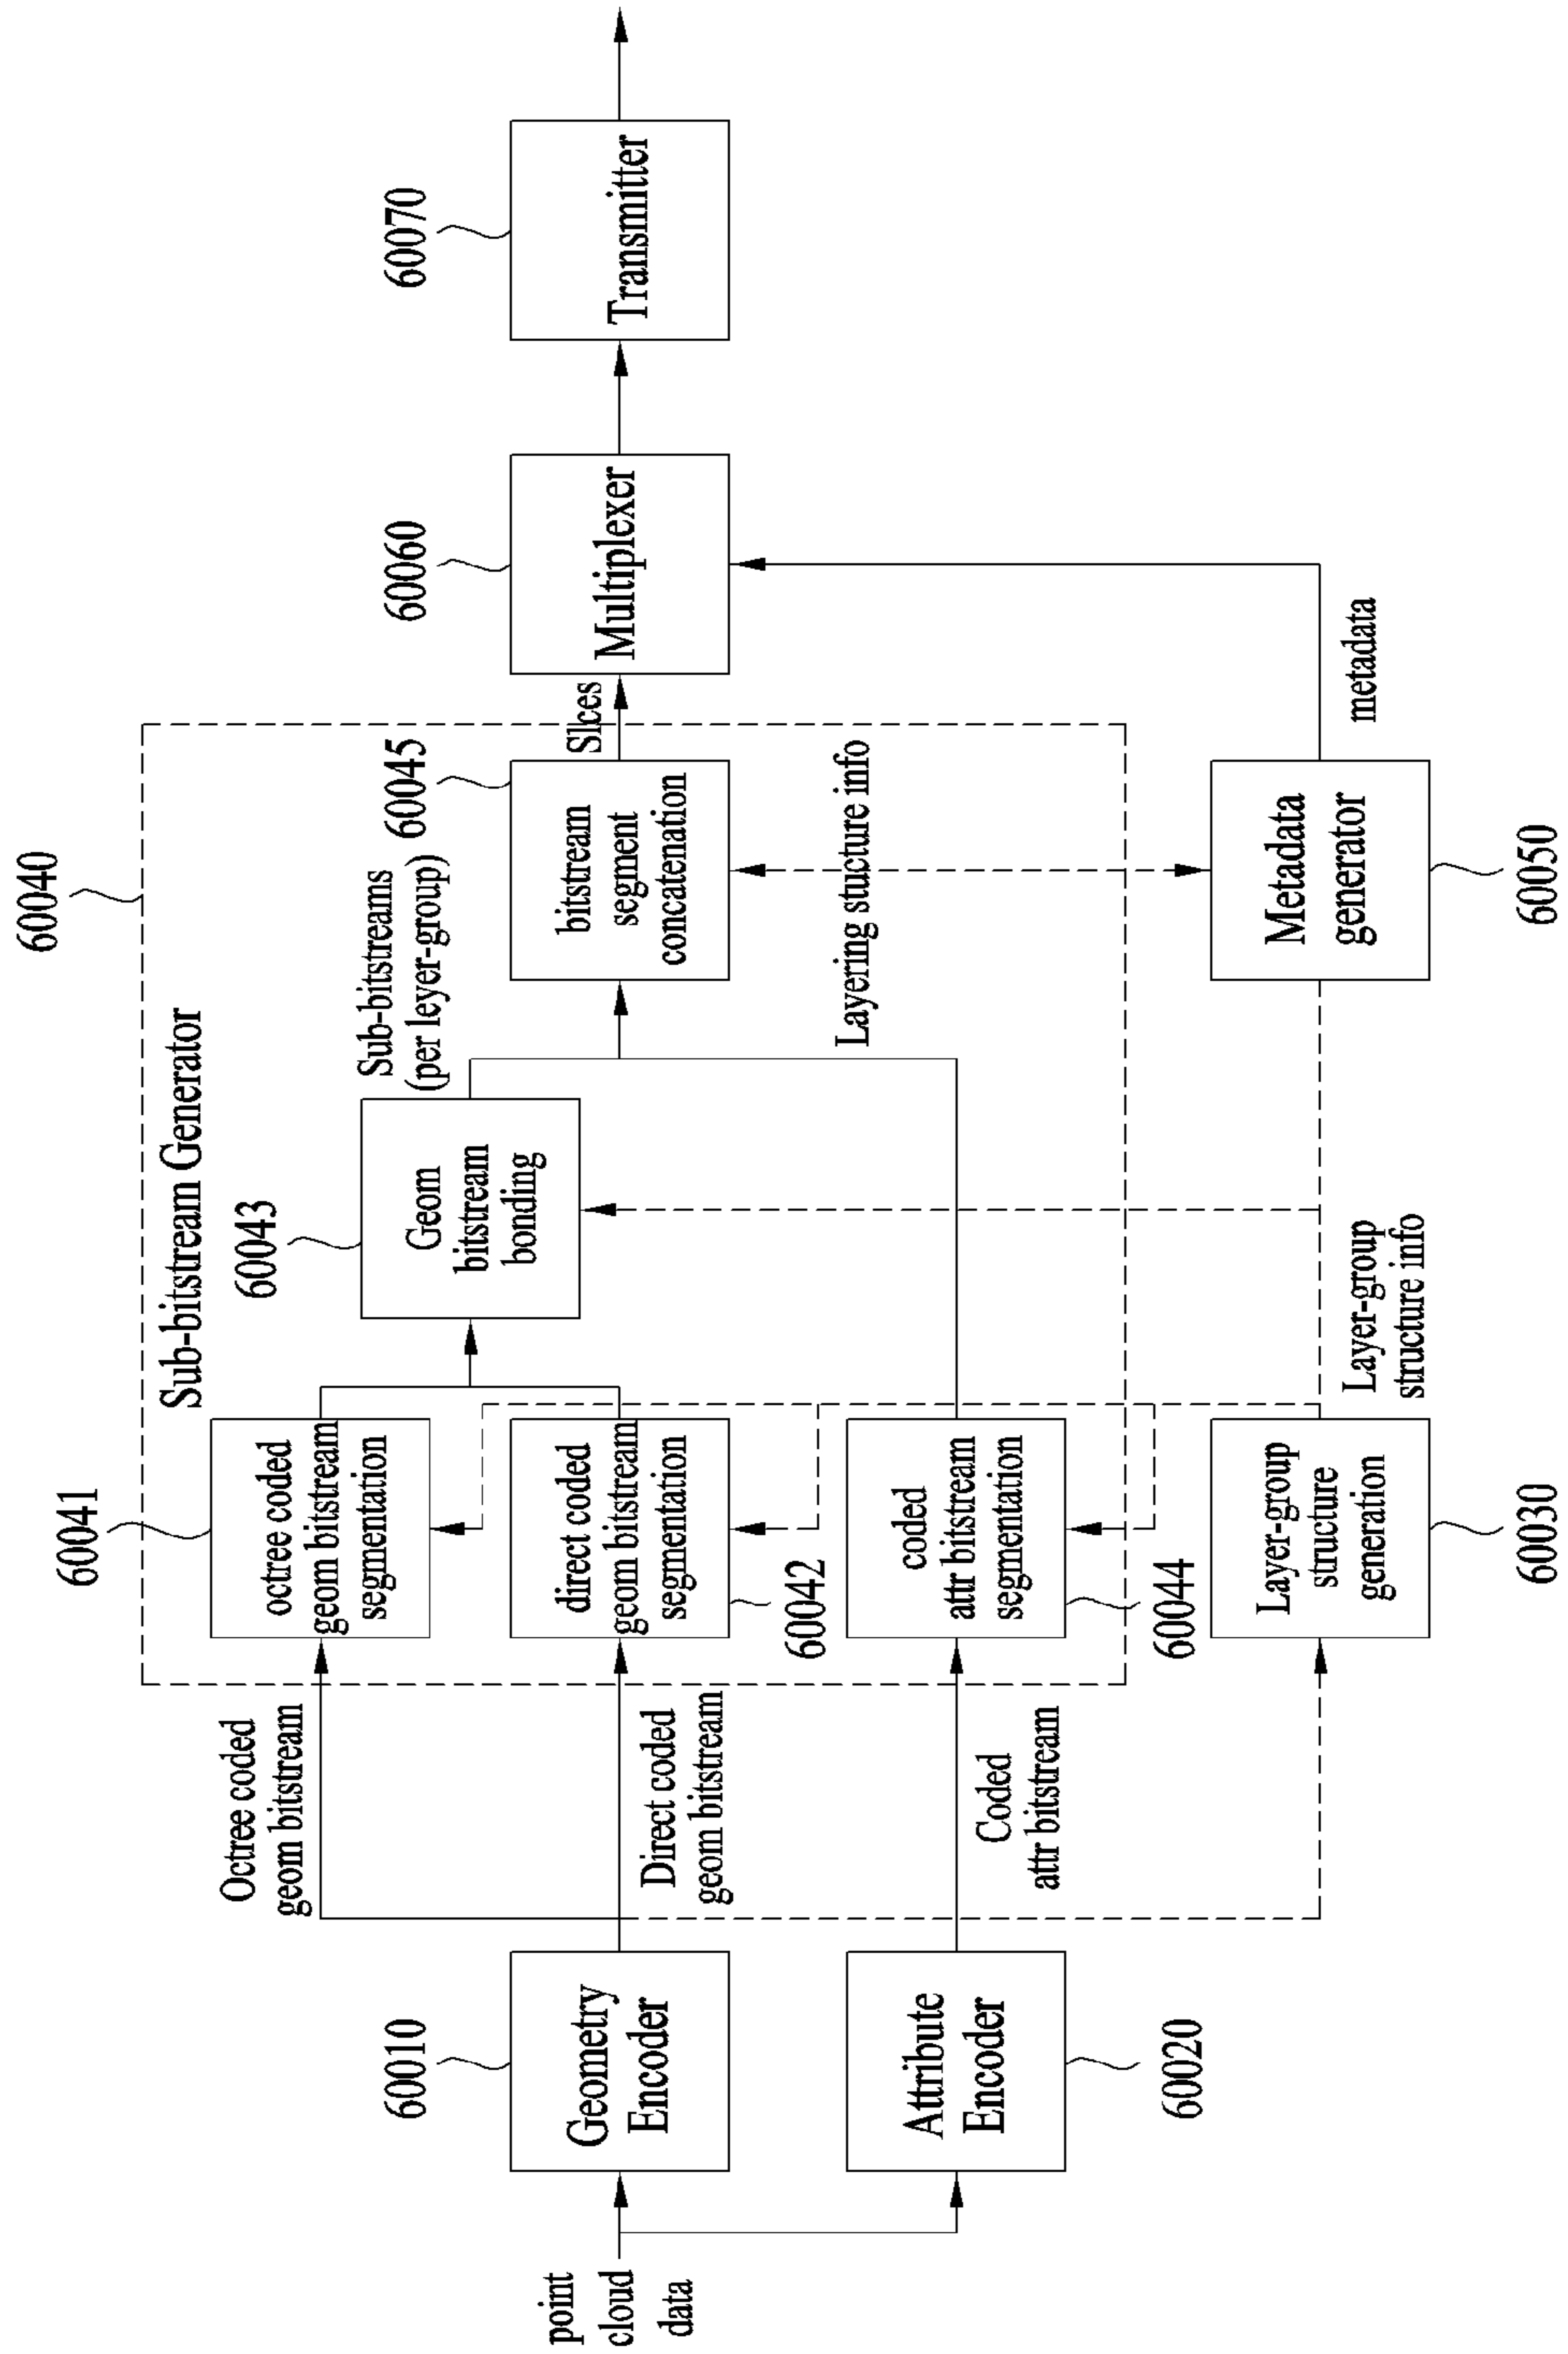 point
cloud
data
60010
Geometry
Encoder
Attribute
Encoder
60020
Octree coded
geom bitstream
Direct coded
geom bitstream
Coded
attr bitstream
60040
Sub-bitstream Generator
60041
octree coded
geom bitstream
segmentation
direct coded
geom bitstream
segmentation
60042
coded
attr bitstream
segmentation
60044
Layer-group
structure
generation
60030
Layer-group
structure info
60043
Geom
bitstream
bonding
Sub-bitstreams
(per leyer-group)
60045
bitstream
segment
concatenation
Layering stucture info
Metadata
generator
60050
metadata
Slces
60060
Multiplexer
60070
Transmitter